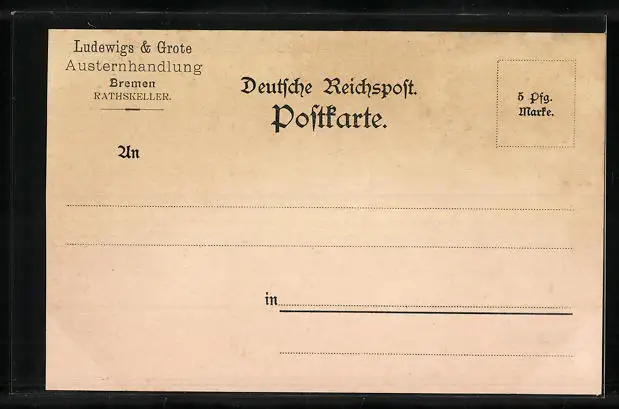 Ludewigs & Grote
Austernhandlung
Bremen
RATHSKELLER.
Deutsche Reichspost.
Postkarte.
5 Pfg.
Marke.
An
in